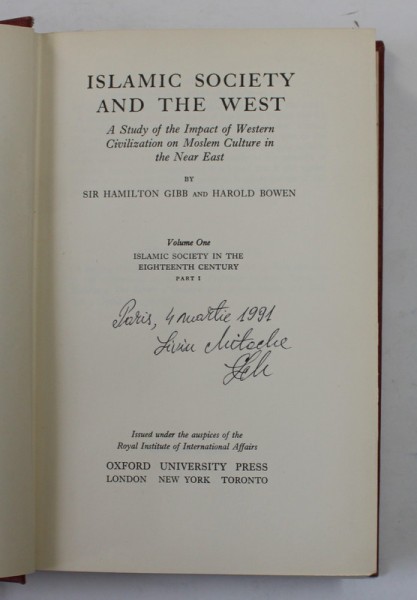 ISLAMIC SOCIETY
AND THE WEST
A Study of the Impact of Western
Civilization on Moslem Culture in
the Near East
BY
SIR HAMILTON GIBB AND HAROLD BOWEN
Volume One
ISLAMIC SOCIETY IN THE
EIGHTEENTH CENTURY
PART I
Paris, 4 martie 1991
Mitache
Issued under the auspices of the
Royal Institute of International Affairs
OXFORD UNIVERSITY PRESS
LONDON NEW YORK TORONTO